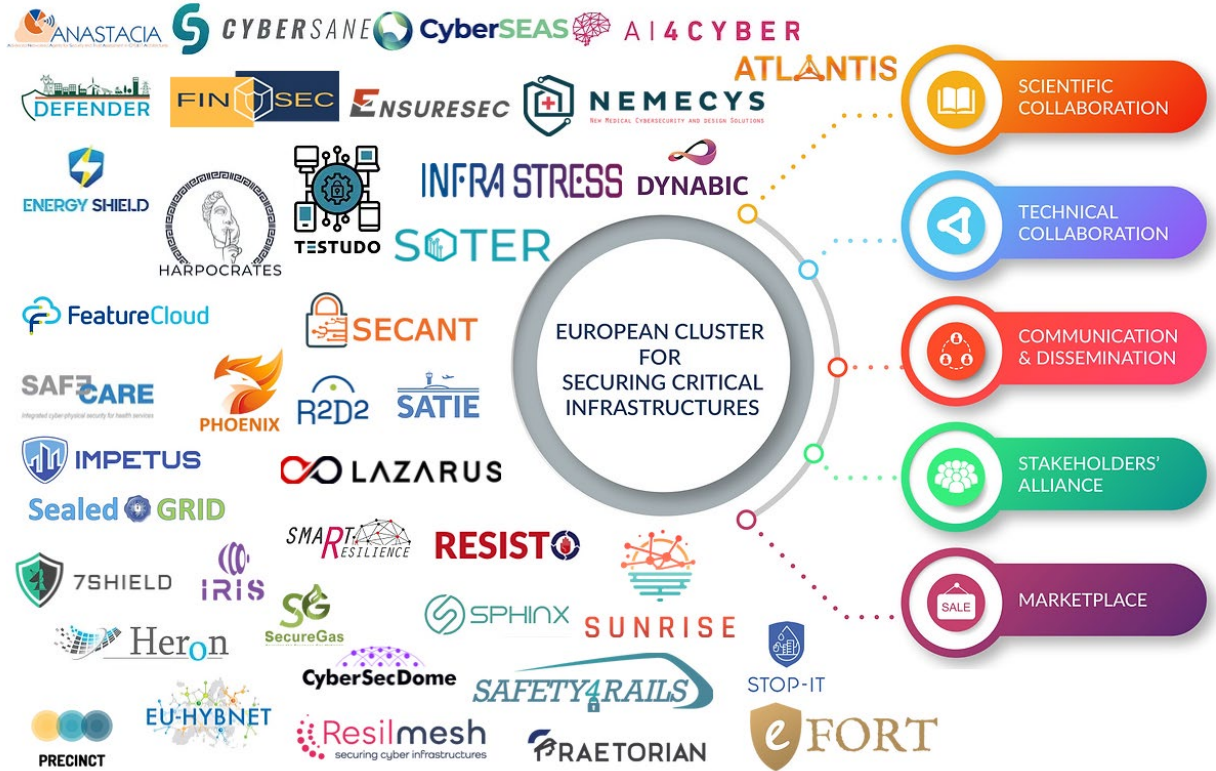 ANASTACIA
CYBERSANE
CyberSEAS
AI4CYBER
ATLANTIS
DEFENDER
FINSEC
ENSURESEC
NEMECYS
NEW MEDICAL CYBERSECURITY AND DESIGN SOLUTIONS
ENERGY SHIELD
HARPOCRATES
TESTUDO
INFRA STRESS
DYNABIC
SOTER
FeatureCloud
SECANT
SAFECARE
integrated cyber-physical security for health services
PHOENIX
R2D2
SATIE
IMPETUS
LAZARUS
Sealed GRID
SMART
RESILIENCE
RESISTO
7SHIELD
IRIS
SG
SecureGas
SPHINX
SUNRISE
Heron
CyberSecDome
SAFETY4RAILS
STOP-IT
PRECINCT
EU-HYBNET
Resilmesh
securing cyber infrastructures
PRAETORIAN
eFORT
EUROPEAN CLUSTER
FOR
SECURING CRITICAL
INFRASTRUCTURES
SCIENTIFIC
COLLABORATION
TECHNICAL
COLLABORATION
COMMUNICATION
& DISSEMINATION
STAKEHOLDERS'
ALLIANCE
SALE
MARKETPLACE